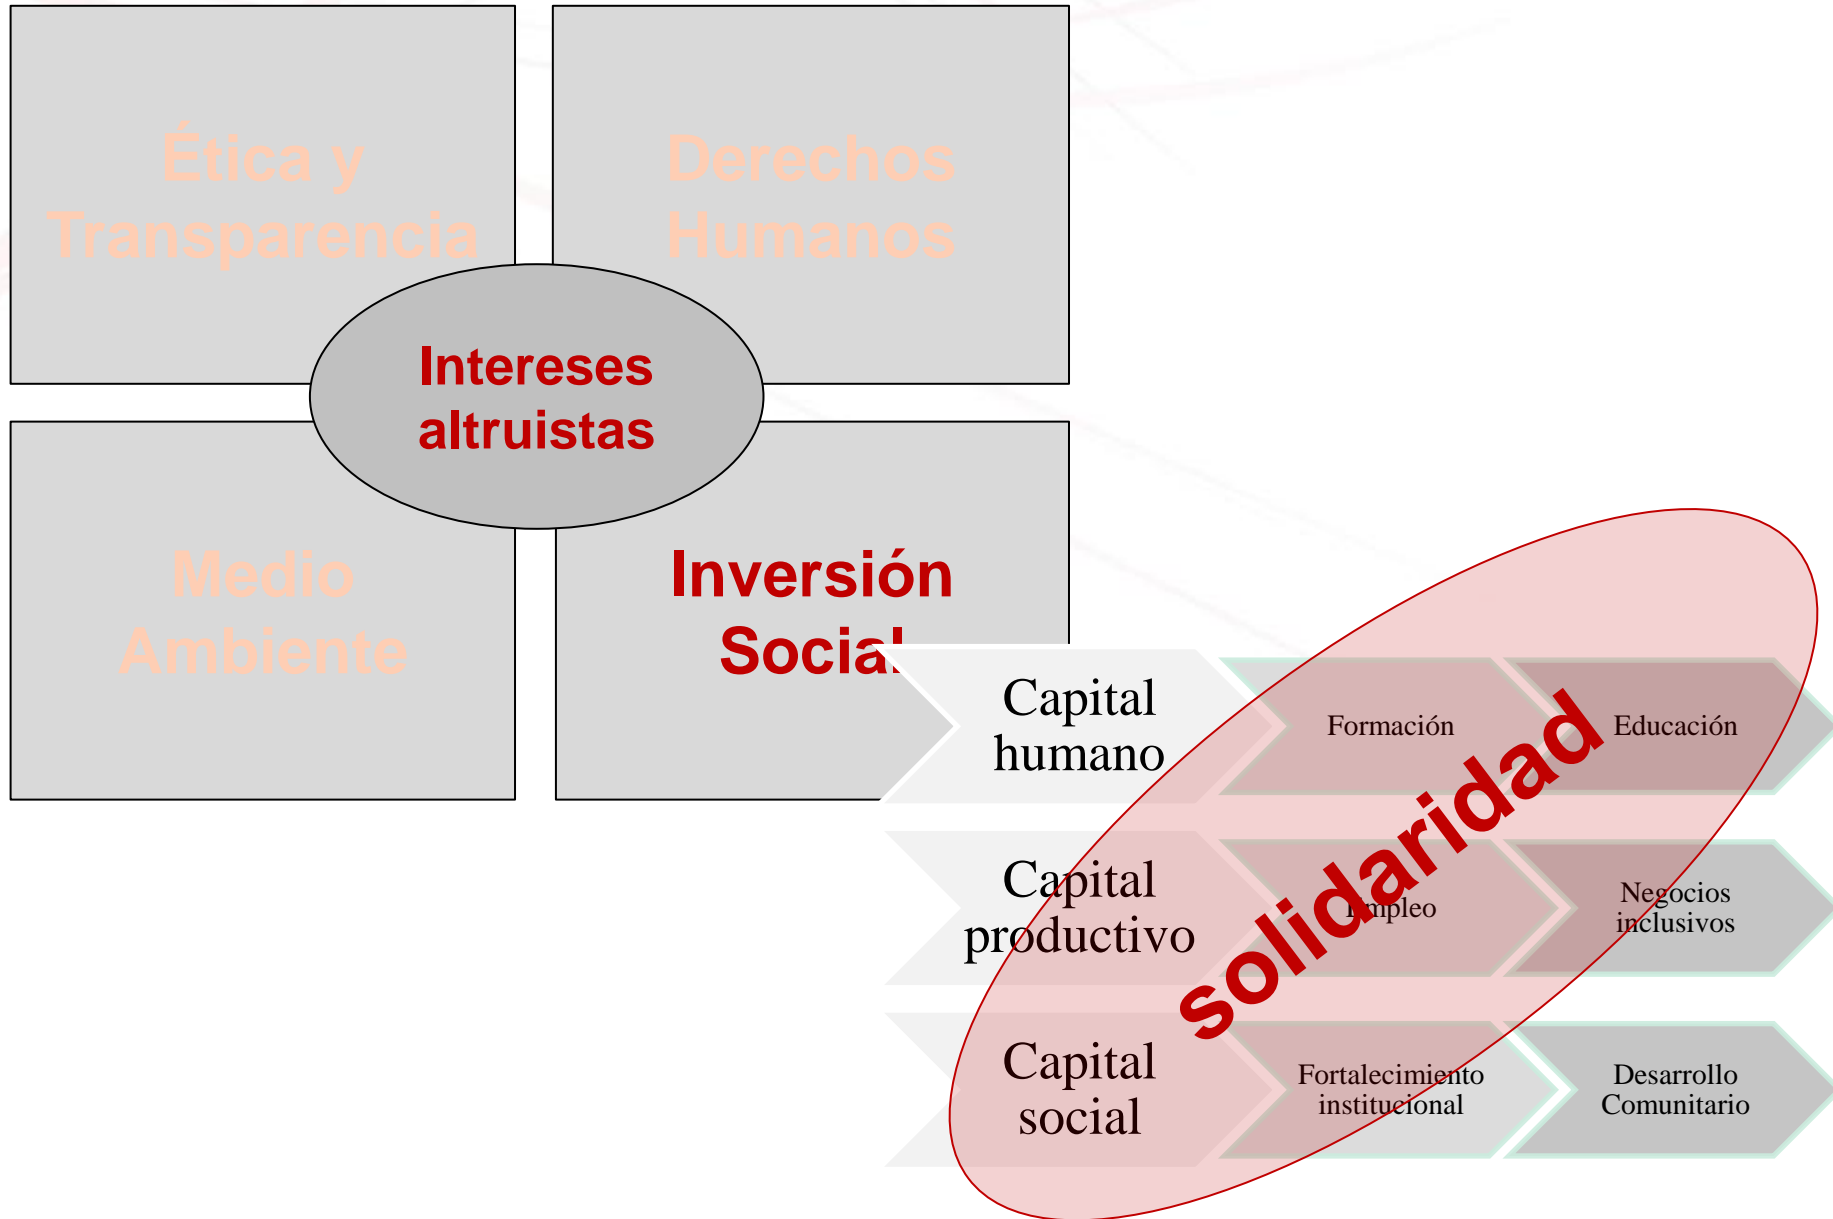 Ética y
Transparencia
Derechos
Humanos
Intereses
altruistas
Medio
Ambiente
Inversión
Social
Capital
humano
Formación
Educación
Capital
productivo
Empleo
Negocios
inclusivos
Capital
social
Fortalecimiento
institucional
Desarrollo
Comunitario
solidaridad